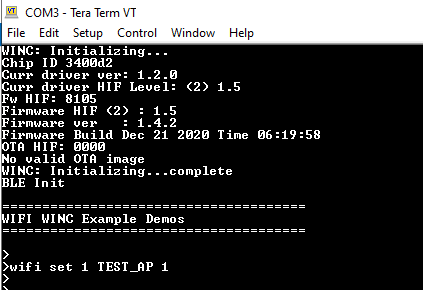 COM3 - Tera Term VT
File Edit Setup Control Window Help
WINC: Initializing...
Chip ID 3400d2
Curr driver ver: 1.2.0
Curr driver HIF Level: (2) 1.5
Fw HIF: 8105
Firmware HIF (2) : 1.5
Firmware ver   : 1.4.2
Firmware Build Dec 21 2020 Time 06:19:58
OTA HIF: 0000
No valid OTA image
WINC: Initializing...complete
BLE Init
======================================
WIFI WINC Example Demos
======================================
>
>wifi set 1 TEST_AP 1
>
>